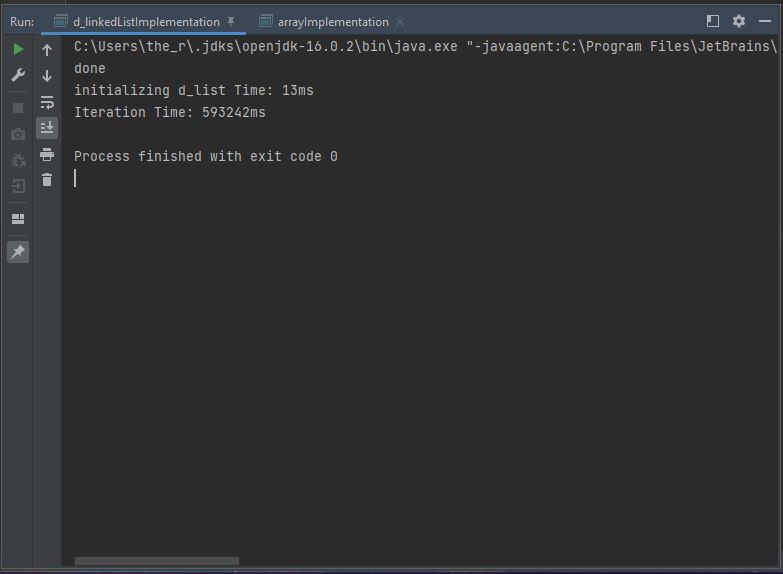 Run: d_linkedListImplementation arrayImplementation
C:\Users\the_r\.jdks\openjdk-16.0.2\bin\java.exe "-javaagent:C:\Program Files\JetBrains\
done
initializing d_list Time: 13ms
Iteration Time: 593242ms
Process finished with exit code 0